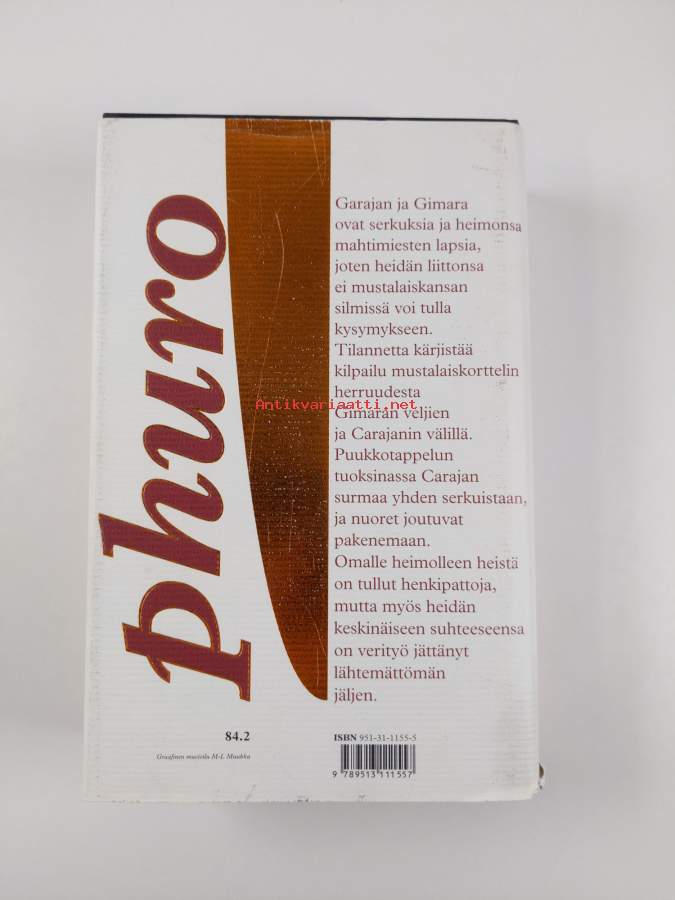 phuro
Garajan ja Gimara
ovat serkuksia ja heimonsa
mahtimiesten lapsia,
joten heidän liittonsa
ei mustalaiskansan
silmissä voi tulla
kysymykseen.
Tilannetta kärjistää
kilpailu mustalaiskorttelin
herruudesta
Antikvariaatti.net
Gimaran veljien
ja Carajanin välillä.
Puukkotappelun
tuoksinassa Carajan
surmaa yhden serkuistaan,
ja nuoret joutuvat
pakenemaan.
Omalle heimolleen heistä
on tullut henkipattoja,
mutta myös heidän
keskinäiseen suhteeseensa
on verityö jättänyt
lähtemättömän
jäljen.
84.2
Graafinen muotoilu M-L Muukka
ISBN 951-31-1155-5
9 789513 111557